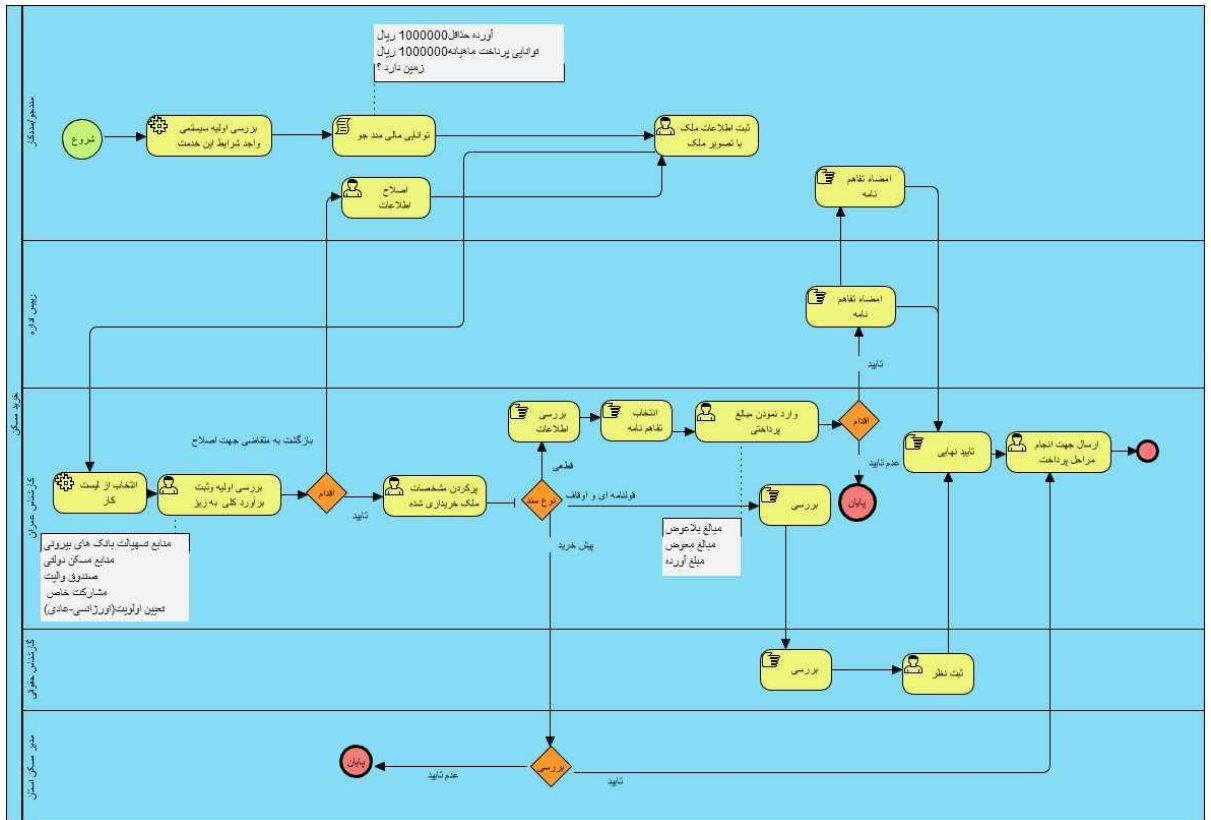 خرید مسکن
مددجو/مددکار
آورده حداقل1000000 ریال
توانایی پرداخت ماهیانه1000000 ریال
زمین دارد ؟
شروع
بررسی اولیه سیستمی
واجد شرایط این خدمت
توانایی مالی مدد جو
ثبت اطلاعات ملک
با تصویر ملک
اصلاح
اطلاعات
امضاء تفاهم
نامه
رییس اداره
امضاء تفاهم
نامه
تایید
کارشناس عمران
بازگشت به متقاضی جهت اصلاح
انتخاب از لیست
کار
بررسی اولیه وثبت
برآورد کلی به ریز
اقدام
تایید
پرکردن مشخصات
ملک خریداری شده
نوع سند
قطعی
بررسی
اطلاعات
انتخاب
تفاهم نامه
وارد نمودن مبالغ
پرداختی
اقدام
عدم تایید
پایان
تایید نهایی
ارسال جهت انجام
مراحل پرداخت
قولنامه ای و اوقاف
بررسی
پیش خرید
منابع تسهیالت بانک های بیرونی
منابع مسکن دولتی
صندوق والیت
مشارکت خاص
تعیین اولویت(اورژانسی-عادی)
مبالغ بلاعوض
مبالغ معوض
مبلغ آورده
کارشناس حقوقی
بررسی
ثبت نظر
مدیر مسکن استان
پایان
عدم تایید
بررسی
تایید